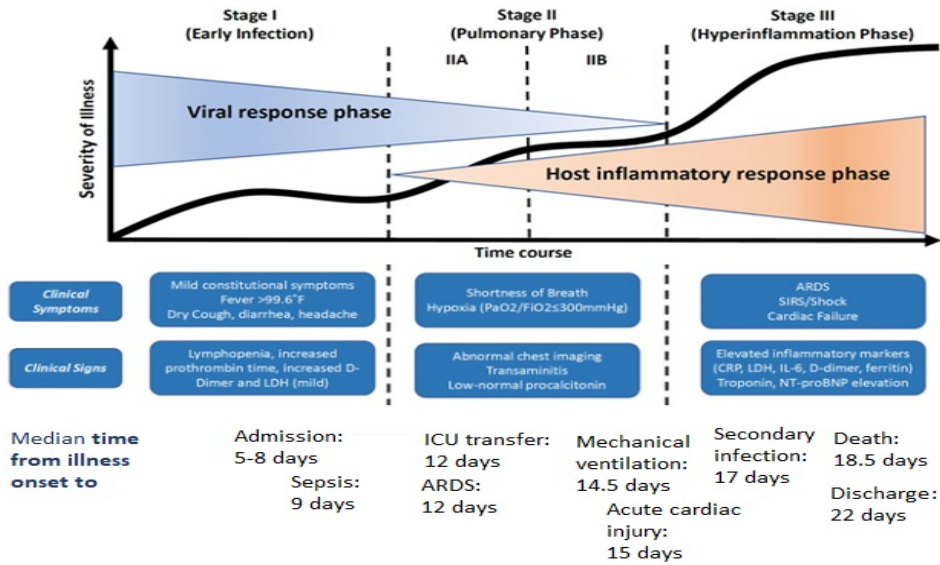 Stage I
(Early Infection)
Stage II
(Pulmonary Phase)
Stage III
(Hyperinflammation Phase)
IIA
IIB
Severity of Illness
Viral response phase
Host inflammatory response phase
Time course
Clinical
Symptoms
Mild constitutional symptoms
Fever >99.6°F
Dry Cough, diarrhea, headache
Shortness of Breath
Hypoxia (PaO2/FiO2≤300mmHg)
ARDS
SIRS/Shock
Cardiac Failure
Clinical Signs
Lymphopenia, increased
prothrombin time, increased D-
Dimer and LDH (mild)
Abnormal chest imaging
Transaminitis
Low-normal procalcitonin
Elevated inflammatory markers
(CRP, LDH, IL-6, D-dimer, ferritin)
Troponin, NT-proBNP elevation
Median time
from illness
onset to
Admission:
5-8 days
Sepsis:
9 days
ICU transfer:
12 days
ARDS:
12 days
Mechanical
ventilation:
14.5 days
Acute cardiac
injury:
15 days
Secondary
infection:
17 days
Death:
18.5 days
Discharge:
22 days